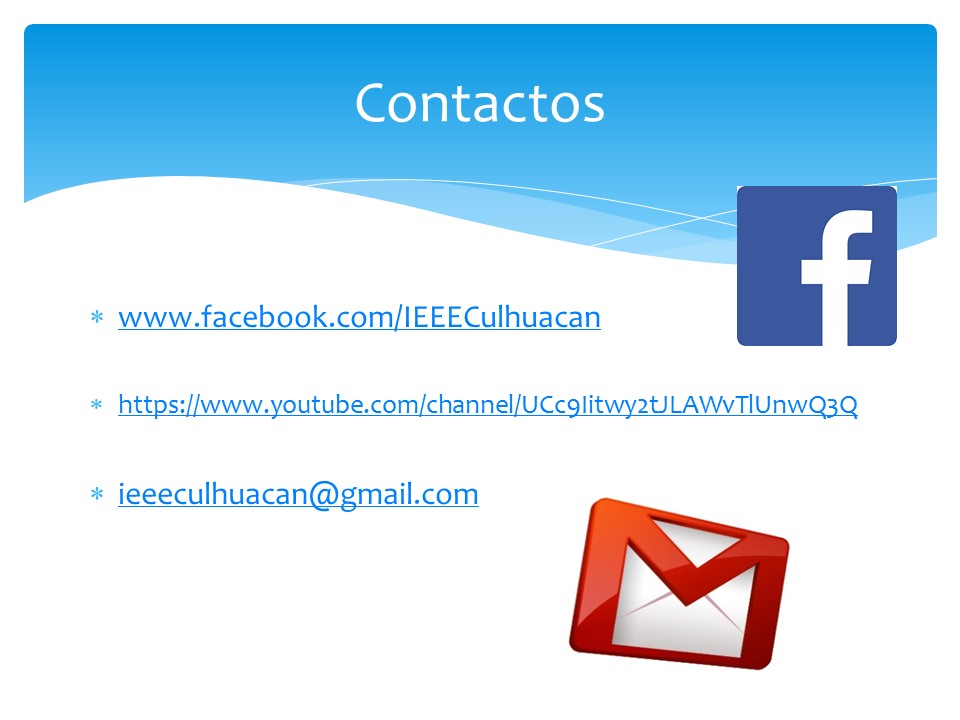 Contactos
www.facebook.com/IEEECulhuacan
https://www.youtube.com/channel/UCc9Iitwy2tJLAWvTlUnwQ3Q
ieeeculhuacan@gmail.com